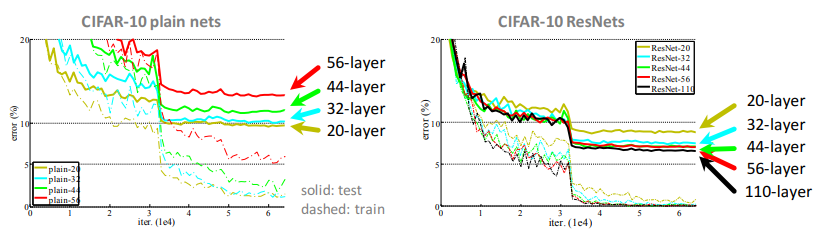 CIFAR-10 plain nets
20
10
5
0
error (%)
0
1
2
3
4
5
6
iter. (1e4)
plain-20
plain-32
plain-44
plain-56
56-layer
44-layer
32-layer
20-layer
solid: test
dashed: train
CIFAR-10 ResNets
20
10
5
0
error (%)
0
1
2
3
4
5
6
iter. (1e4)
ResNet-20
ResNet-32
ResNet-44
ResNet-56
ResNet-110
20-layer
32-layer
44-layer
56-layer
110-layer